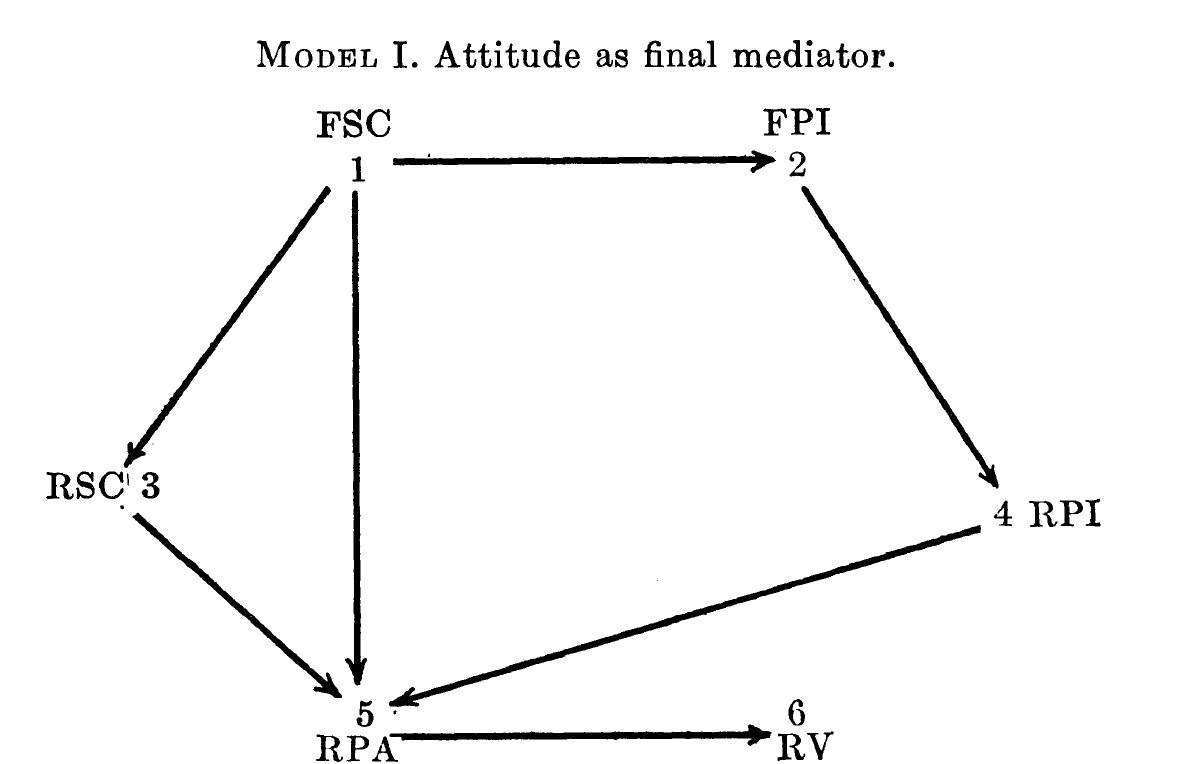 MODEL I. Attitude as final mediator.
FSC
1
FPI
2
RSC 3
4 RPI
5
RPA
6
RV